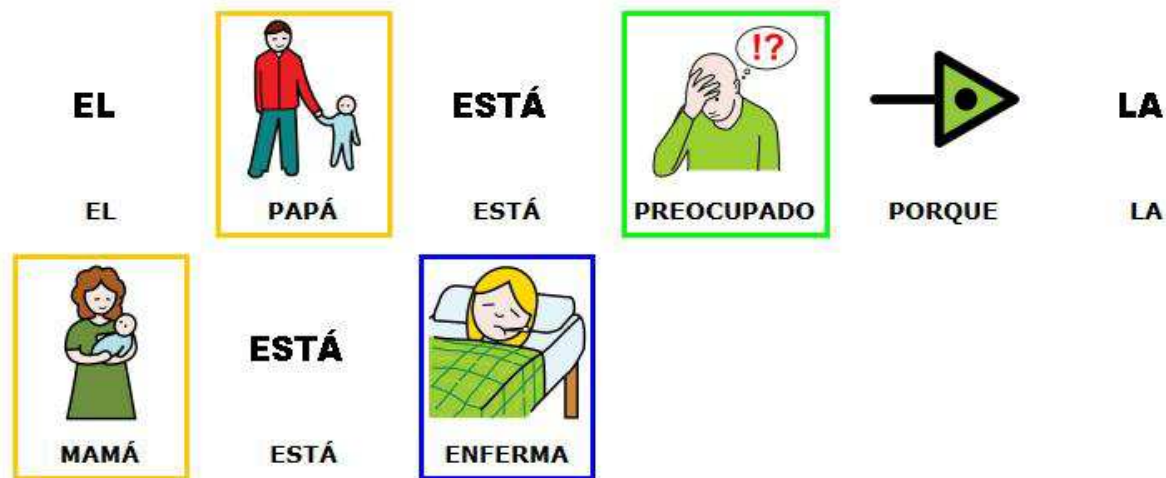 EL ESTÁ !? LA
EL PAPÁ ESTÁ PREOCUPADO PORQUE LA
ESTÁ
MAMÁ ESTÁ ENFERMA